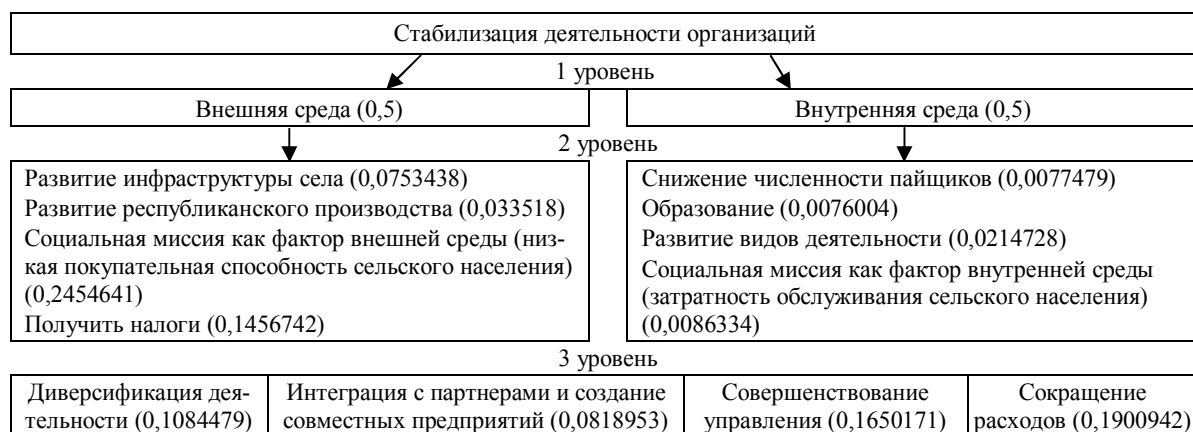 Стабилизация деятельности организаций
1 уровень
Внешняя среда (0,5)
Внутренняя среда (0,5)
2 уровень
Развитие инфраструктуры села (0,0753438)
Развитие республиканского производства (0,033518)
Социальная миссия как фактор внешней среды (низ-
кая покупательная способность сельского населения)
(0,2454641)
Получить налоги (0,1456742)
Снижение численности пайщиков (0,0077479)
Образование (0,0076004)
Развитие видов деятельности (0,0214728)
Социальная миссия как фактор внутренней среды
(затратность обслуживания сельского населения)
(0,0086334)
3 уровень
Диверсификация дея-
тельности (0,1084479)
Интеграция с партнерами и создание
совместных предприятий (0,0818953)
Совершенствование
управления (0,1650171)
Сокращение
расходов (0,1900942)